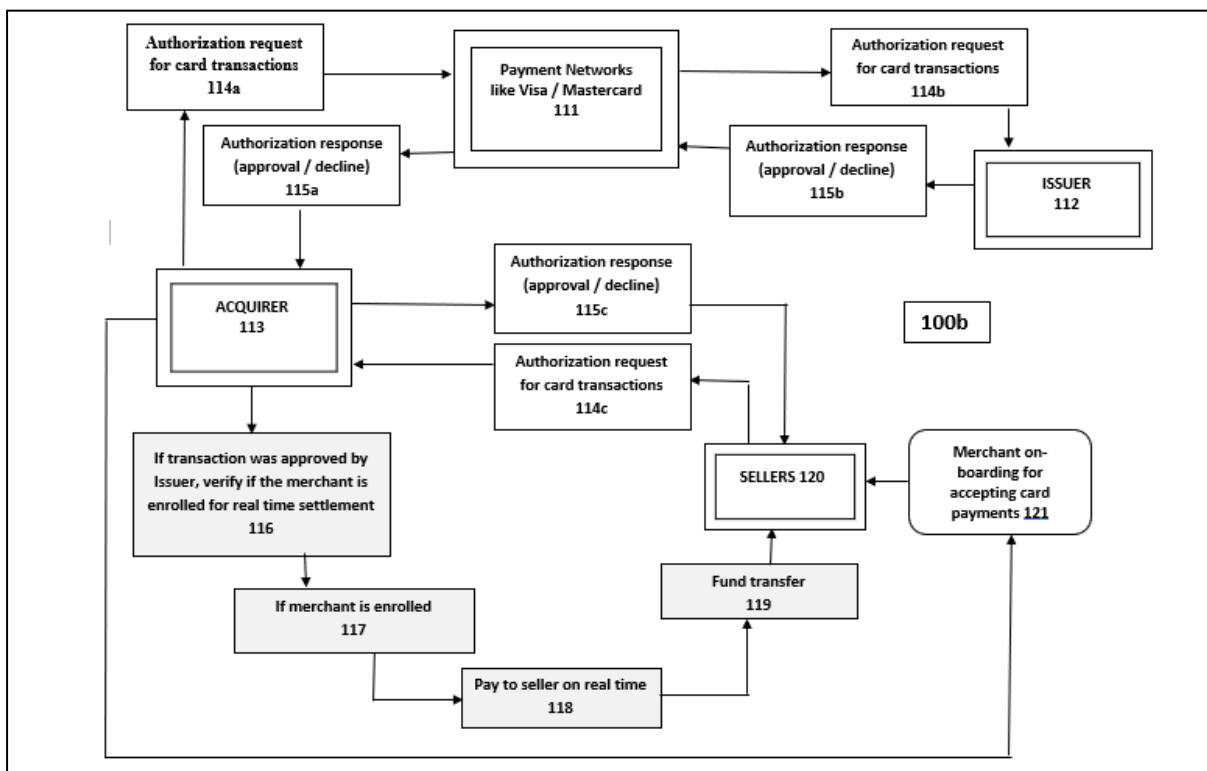 Authorization request
for card transactions
114a
Payment Networks
like Visa / Mastercard
111
Authorization request
for card transactions
114b
Authorization response
(approval / decline)
115a
Authorization response
(approval / decline)
115b
ISSUER
112
ACQUIRER
113
Authorization response
(approval / decline)
115c
100b
Authorization request
for card transactions
114c
If transaction was approved by
Issuer, verify if the merchant is
enrolled for real time settlement
116
SELLERS 120
Merchant on-
boarding for
accepting card
payments 121
If merchant is enrolled
117
Fund transfer
119
Pay to seller on real time
118